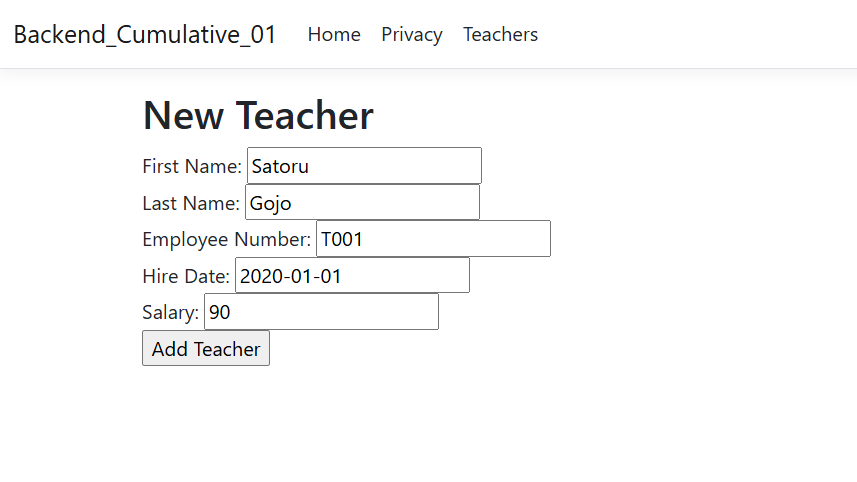 Backend_Cumulative_01 Home Privacy Teachers
New Teacher
First Name: Satoru
Last Name: Gojo
Employee Number: T001
Hire Date: 2020-01-01
Salary: 90
Add Teacher